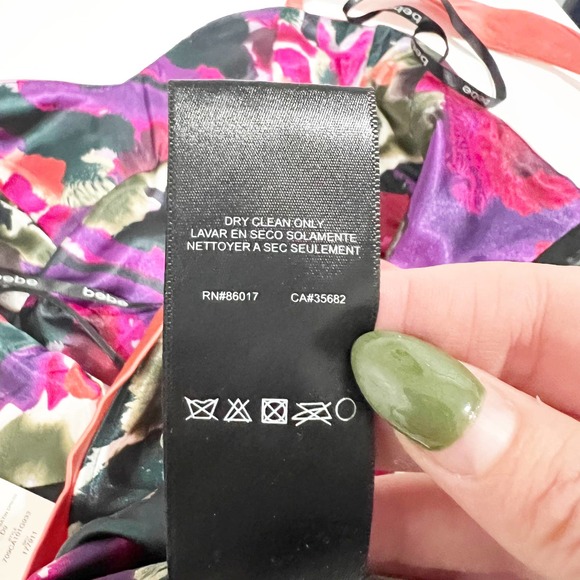 DRY CLEAN ONLY
LAVAR EN SECO SOLAMENTE
NETTOYER A SEC SEULEMENT
RN#86017 CA#35682
bebe
bebe